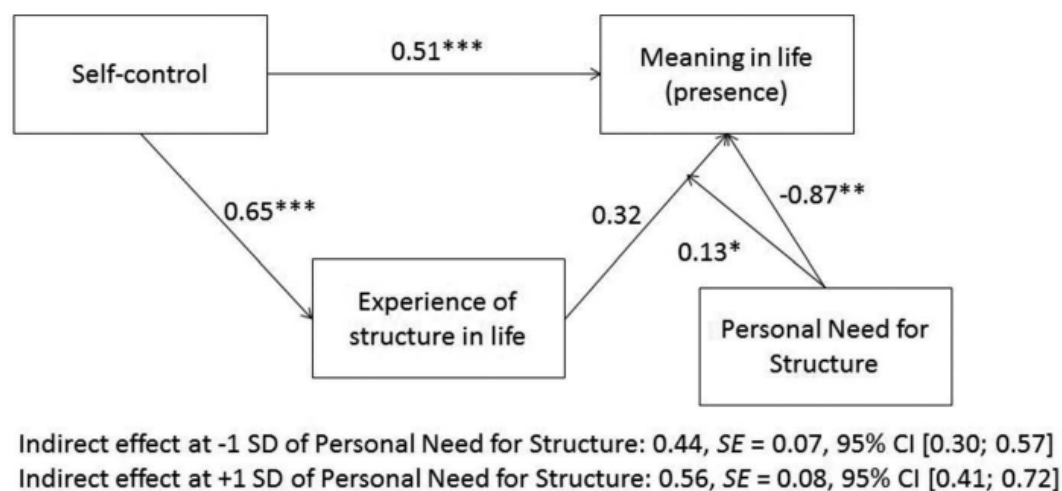 0.51***
Self-control
Meaning in life
(presence)
0.65***
0.32
-0.87**
0.13*
Experience of
structure in life
Personal Need for
Structure
Indirect effect at -1 SD of Personal Need for Structure: 0.44, SE = 0.07, 95% CI [0.30; 0.57]
Indirect effect at +1 SD of Personal Need for Structure: 0.56, SE = 0.08, 95% CI [0.41; 0.72]